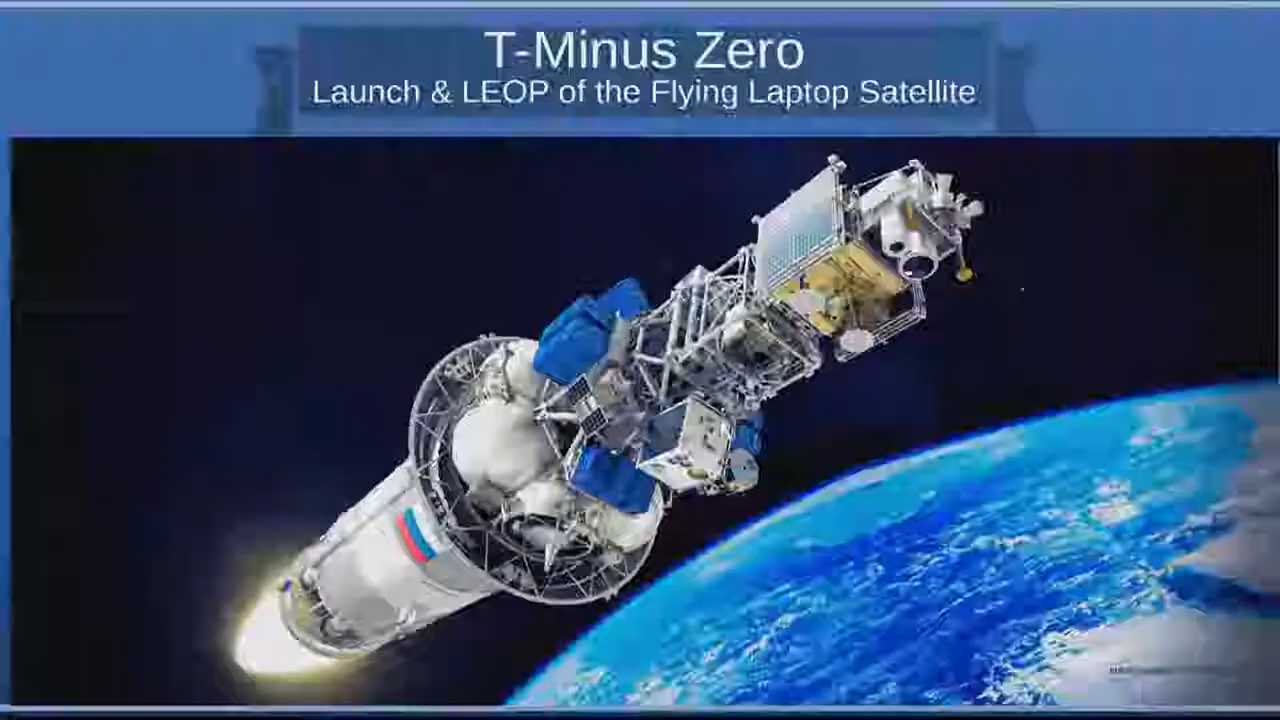 T-Minus Zero
Launch & LEOP of the Flying Laptop Satellite